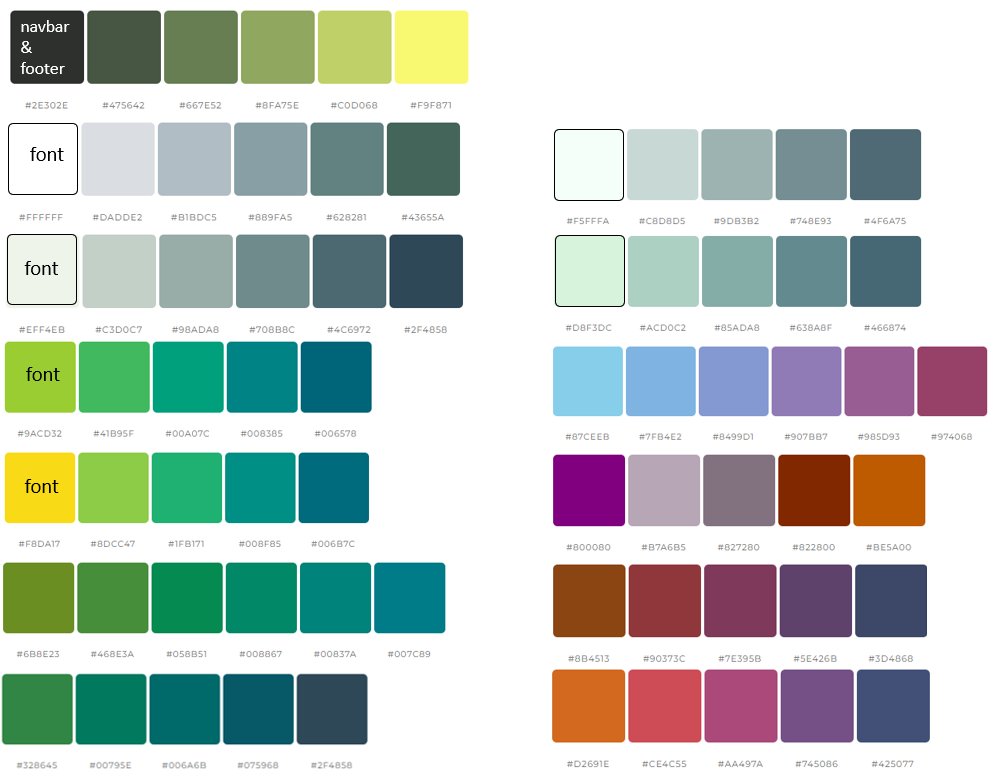 navbar
&
footer
#2E302E #475642 #667E52 #8FA75E #C0D068 #F9F871
font
#FFFFFF #DADDE2 #B1BDC5 #889FA5 #628281 #43655A
#F5FFFA #C8D8D5 #9DB3B2 #748E93 #4F6A75
font
#EFF4EB #C3D0C7 #98ADA8 #708B8C #4C6972 #2F4858
#D8F3DC #ACD0C2 #85ADA8 #638A8F #466874
font
#9ACD32 #41B95F #00A07C #008385 #006578
#87CEEB #7FB4E2 #8499D1 #907BB7 #985D93 #974068
font
#F8DA17 #8DCC47 #1FB171 #008F85 #006B7C
#800080 #B7A6B5 #827280 #822800 #BE5A00
#6B8E23 #468E3A #058B51 #008867 #00837A #007C89
#8B4513 #90373C #7E395B #5E426B #3D4868
#328645 #00795E #006A6B #075968 #2F4858
#D2691E #CE4C55 #AA497A #745086 #425077